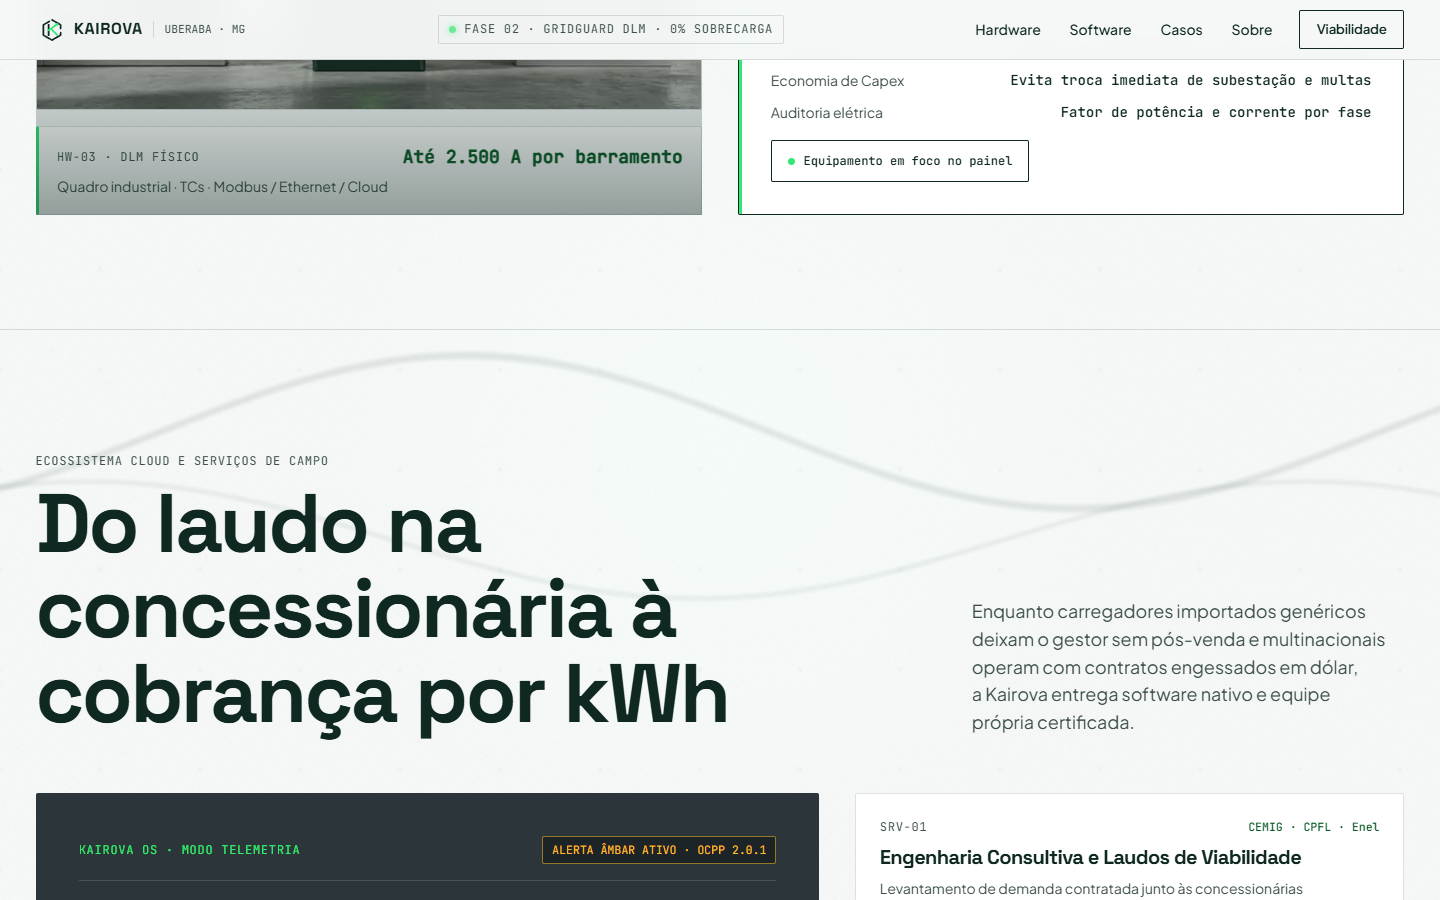 KAIROVA
UBERABA · MG
FASE 02 · GRIDGUARD DLM · 0% SOBRECARGA
Hardware
Software
Casos
Sobre
Viabilidade
HW-03 · DLM FÍSICO
Até 2.500 A por barramento
Quadro industrial · TCs · Modbus / Ethernet / Cloud
Economia de Capex
Evita troca imediata de subestação e multas
Auditoria elétrica
Fator de potência e corrente por fase
Equipamento em foco no painel
ECOSSISTEMA CLOUD E SERVIÇOS DE CAMPO
Do laudo na
concessionária à
cobrança por kWh
Enquanto carregadores importados genéricos
deixam o gestor sem pós-venda e multinacionais
operam com contratos engessados em dólar,
a Kairova entrega software nativo e equipe
própria certificada.
KAIROVA OS · MODO TELEMETRIA
ALERTA ÂMBAR ATIVO · OCPP 2.0.1
SRV-01
CEMIG · CPFL · Enel
Engenharia Consultiva e Laudos de Viabilidade
Levantamento de demanda contratada junto às concessionárias